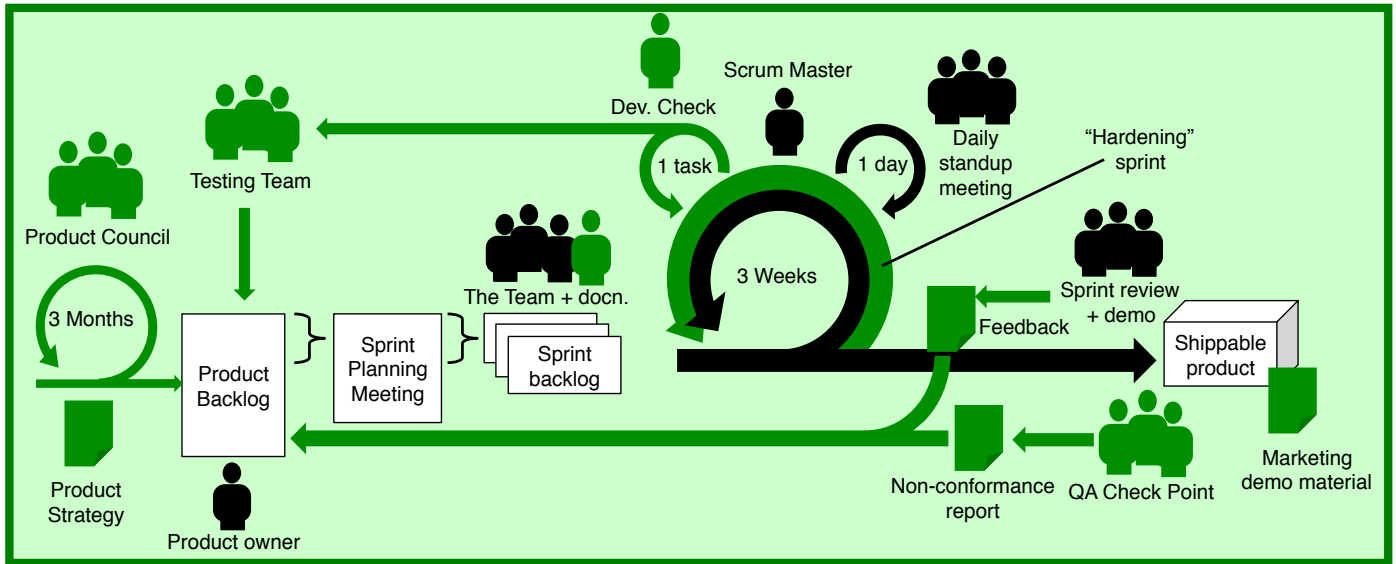 Scrum Master
Dev. Check
Testing Team
1 task
1 day
Daily
standup
meeting
“Hardening”
sprint
Product Council
3 Months
The Team + docn.
3 Weeks
Sprint review
+ demo
Feedback
Product
Backlog
Sprint
Planning
Meeting
Sprint
backlog
Shippable
product
Product
Strategy
Product owner
Non-conformance
report
QA Check Point
Marketing
demo material